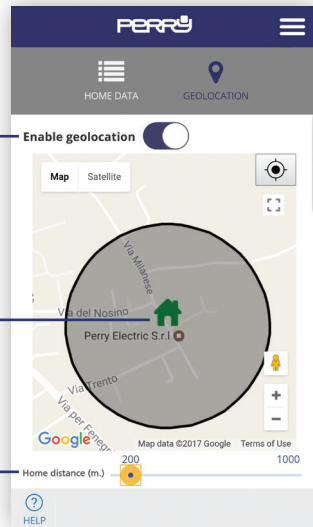 PERRY
HOME DATA
GEOLOCATION
Enable geolocation
Map
Satellite
Via Milanese
Via del Nosino
Perry Electric S.r.l
Via Trento
Via per Fenegrò
Google
Map data ©2017 Google
Terms of Use
200
1000
Home distance (m.)
?
HELP